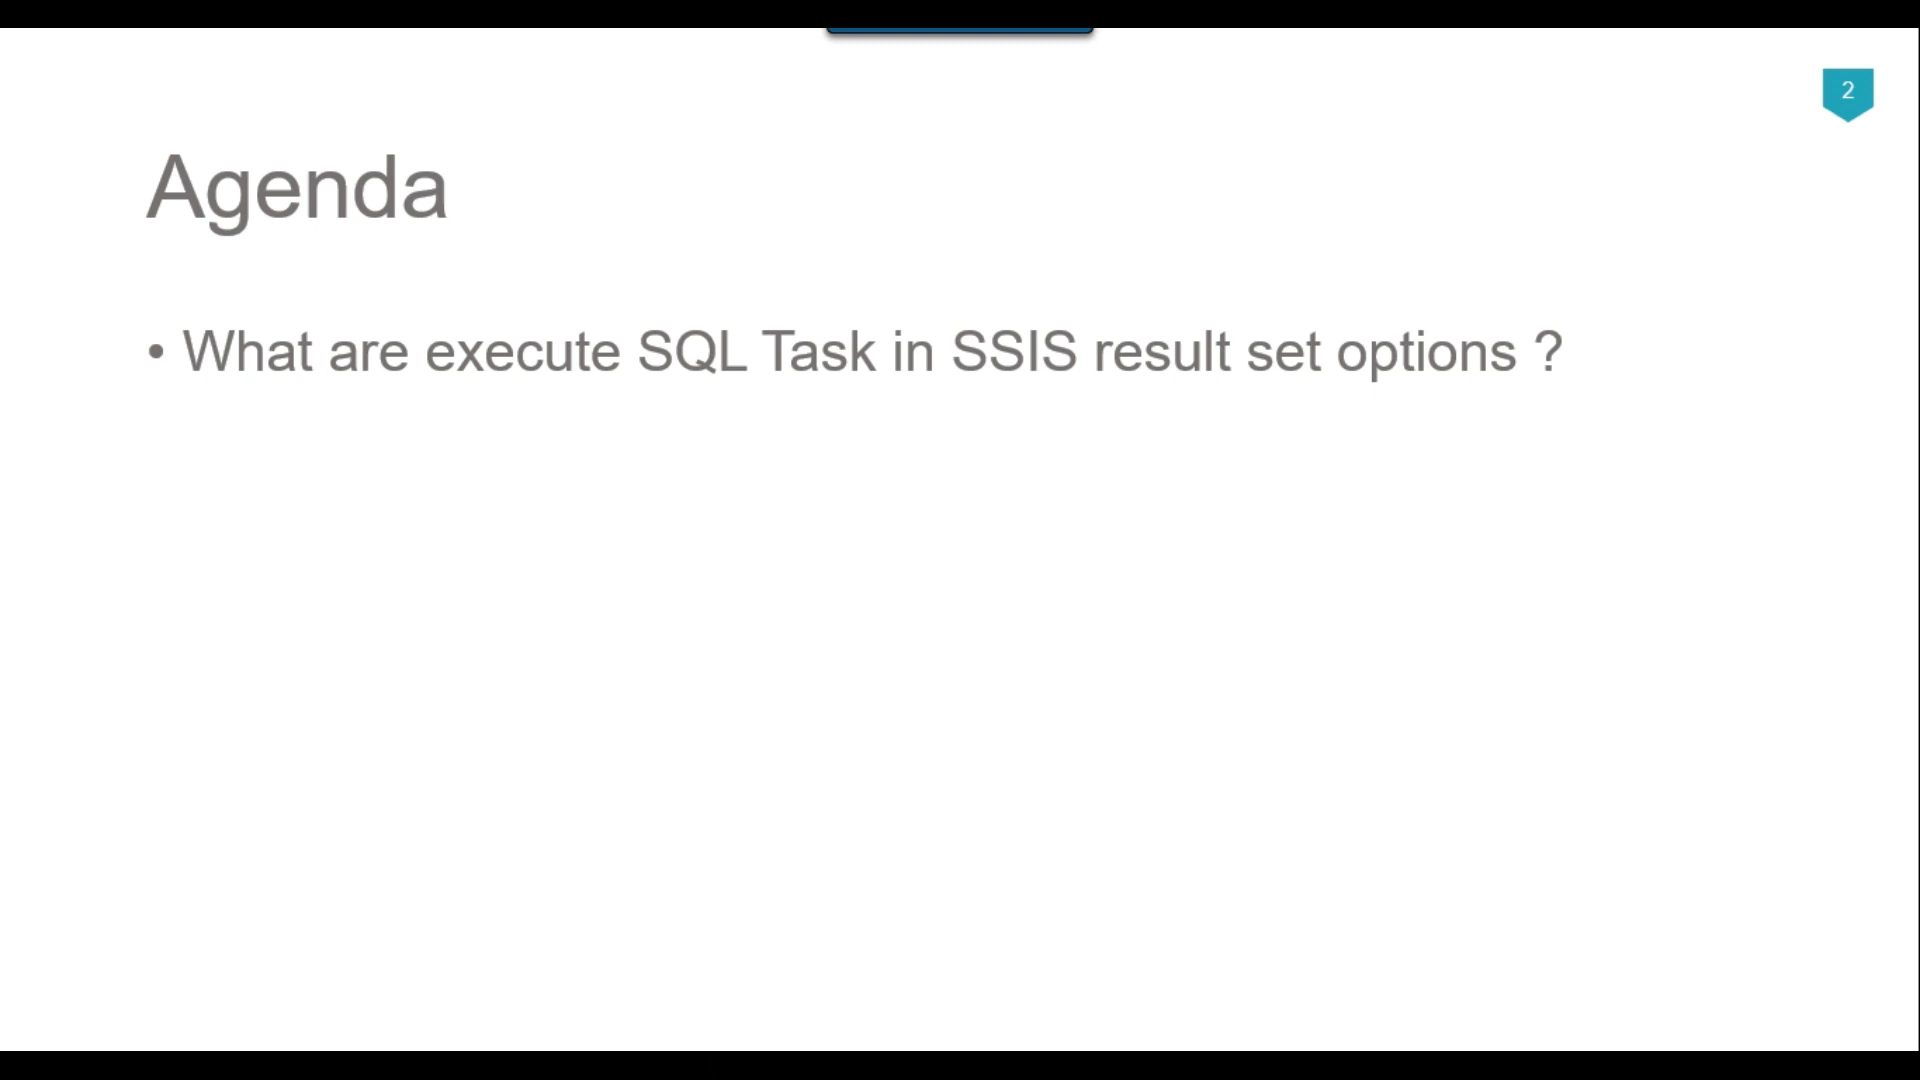 2
Agenda
• What are execute SQL Task in SSIS result set options ?